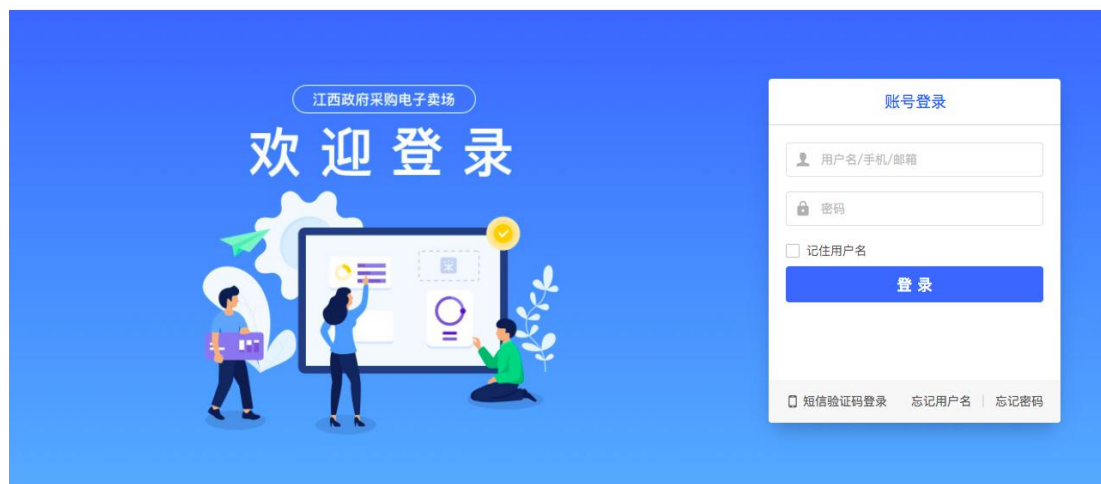 江西政府采购电子卖场
欢迎登录
账号登录
用户名/手机/邮箱
密码
记住用户名
登录
短信验证码登录 忘记用户名 忘记密码
采